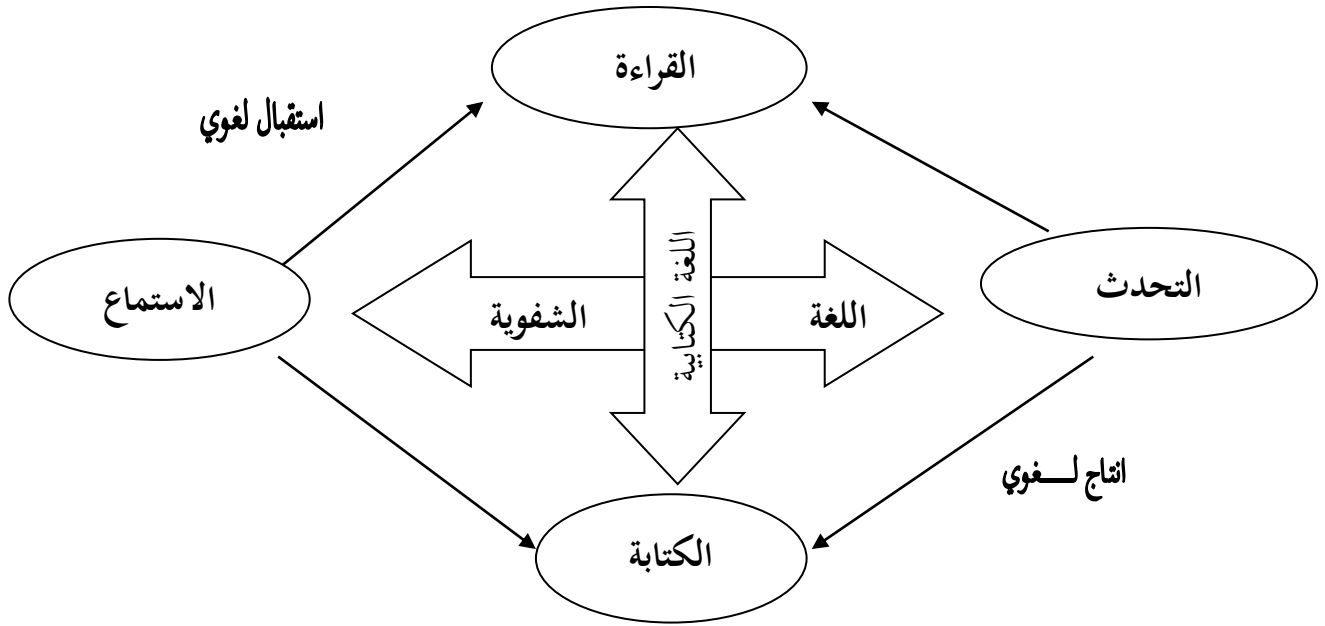 القراءة
استقبال لغوي
التحدث
الاستماع
اللغة الكتابية
اللغة
الشفوية
انتاج لـــغوي
الكتابة